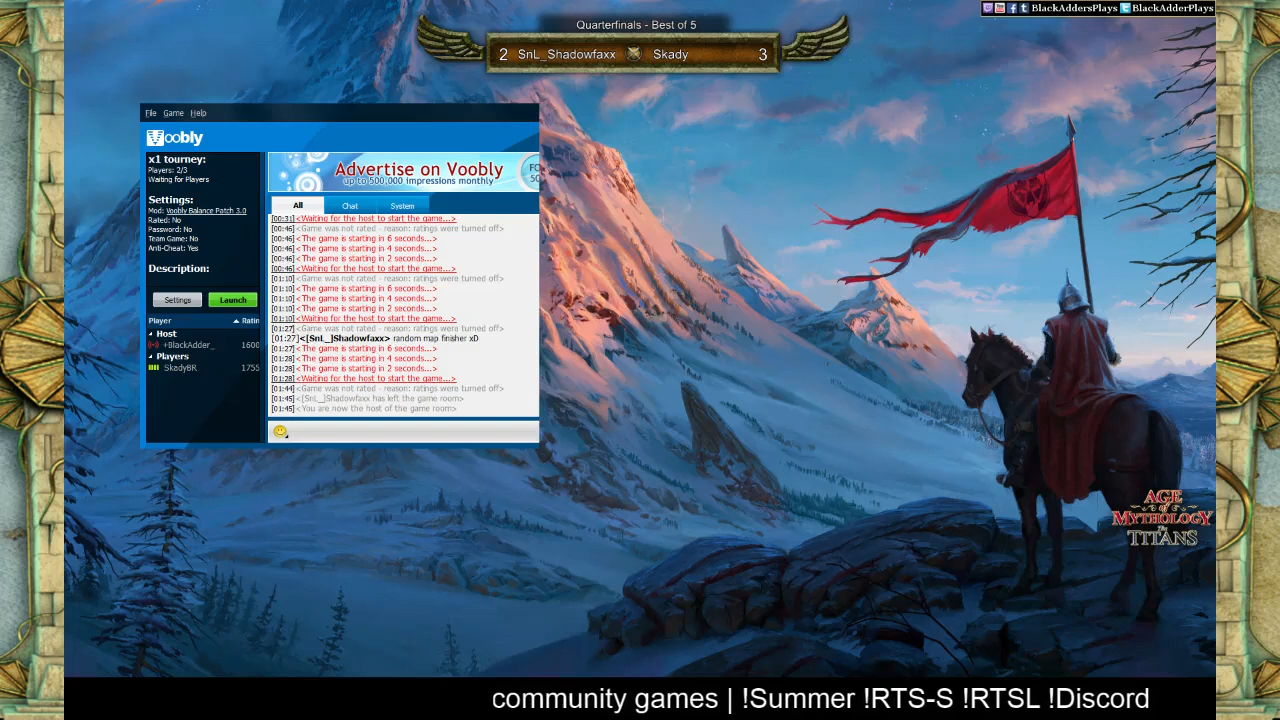 BlackAddersPlays BlackAdderPlays
Quarterfinals - Best of 5
2 SnL_Shadowfaxx Skady 3
File Game Help
Voobly
x1 tourney:
Players: 2/3
Waiting for Players
Settings:
Mod: Voobly Balance Patch 3.0
Rated: No
Password: No
Team Game: No
Anti-Cheat: Yes
Description:
Settings Launch
Player Ratin
Host
+BlackAdder_ 1600
Players
SkadyBR 1755
Advertise on Voobly
up to 500,000 impressions monthly
FO
50
All Chat System
[00:31] <Waiting for the host to start the game...>
[00:46] <Game was not rated - reason: ratings were turned off>
[00:46] <The game is starting in 6 seconds...>
[00:46] <The game is starting in 4 seconds...>
[00:46] <The game is starting in 2 seconds...>
[00:46] <Waiting for the host to start the game...>
[01:10] <Game was not rated - reason: ratings were turned off>
[01:10] <The game is starting in 6 seconds...>
[01:10] <The game is starting in 4 seconds...>
[01:10] <The game is starting in 2 seconds...>
[01:10] <Waiting for the host to start the game...>
[01:27] <Game was not rated - reason: ratings were turned off>
[01:27] <[SnL_]Shadowfaxx> random map finisher xD
[01:27] <The game is starting in 6 seconds...>
[01:28] <The game is starting in 4 seconds...>
[01:28] <The game is starting in 2 seconds...>
[01:28] <Waiting for the host to start the game...>
[01:44] <Game was not rated - reason: ratings were turned off>
[01:45] <[SnL_]Shadowfaxx has left the game room>
[01:45] <You are now the host of the game room>
AGE
of
MYTHOLOGY
The
TITANS
community games | !Summer !RTS-S !RTSL !Discord